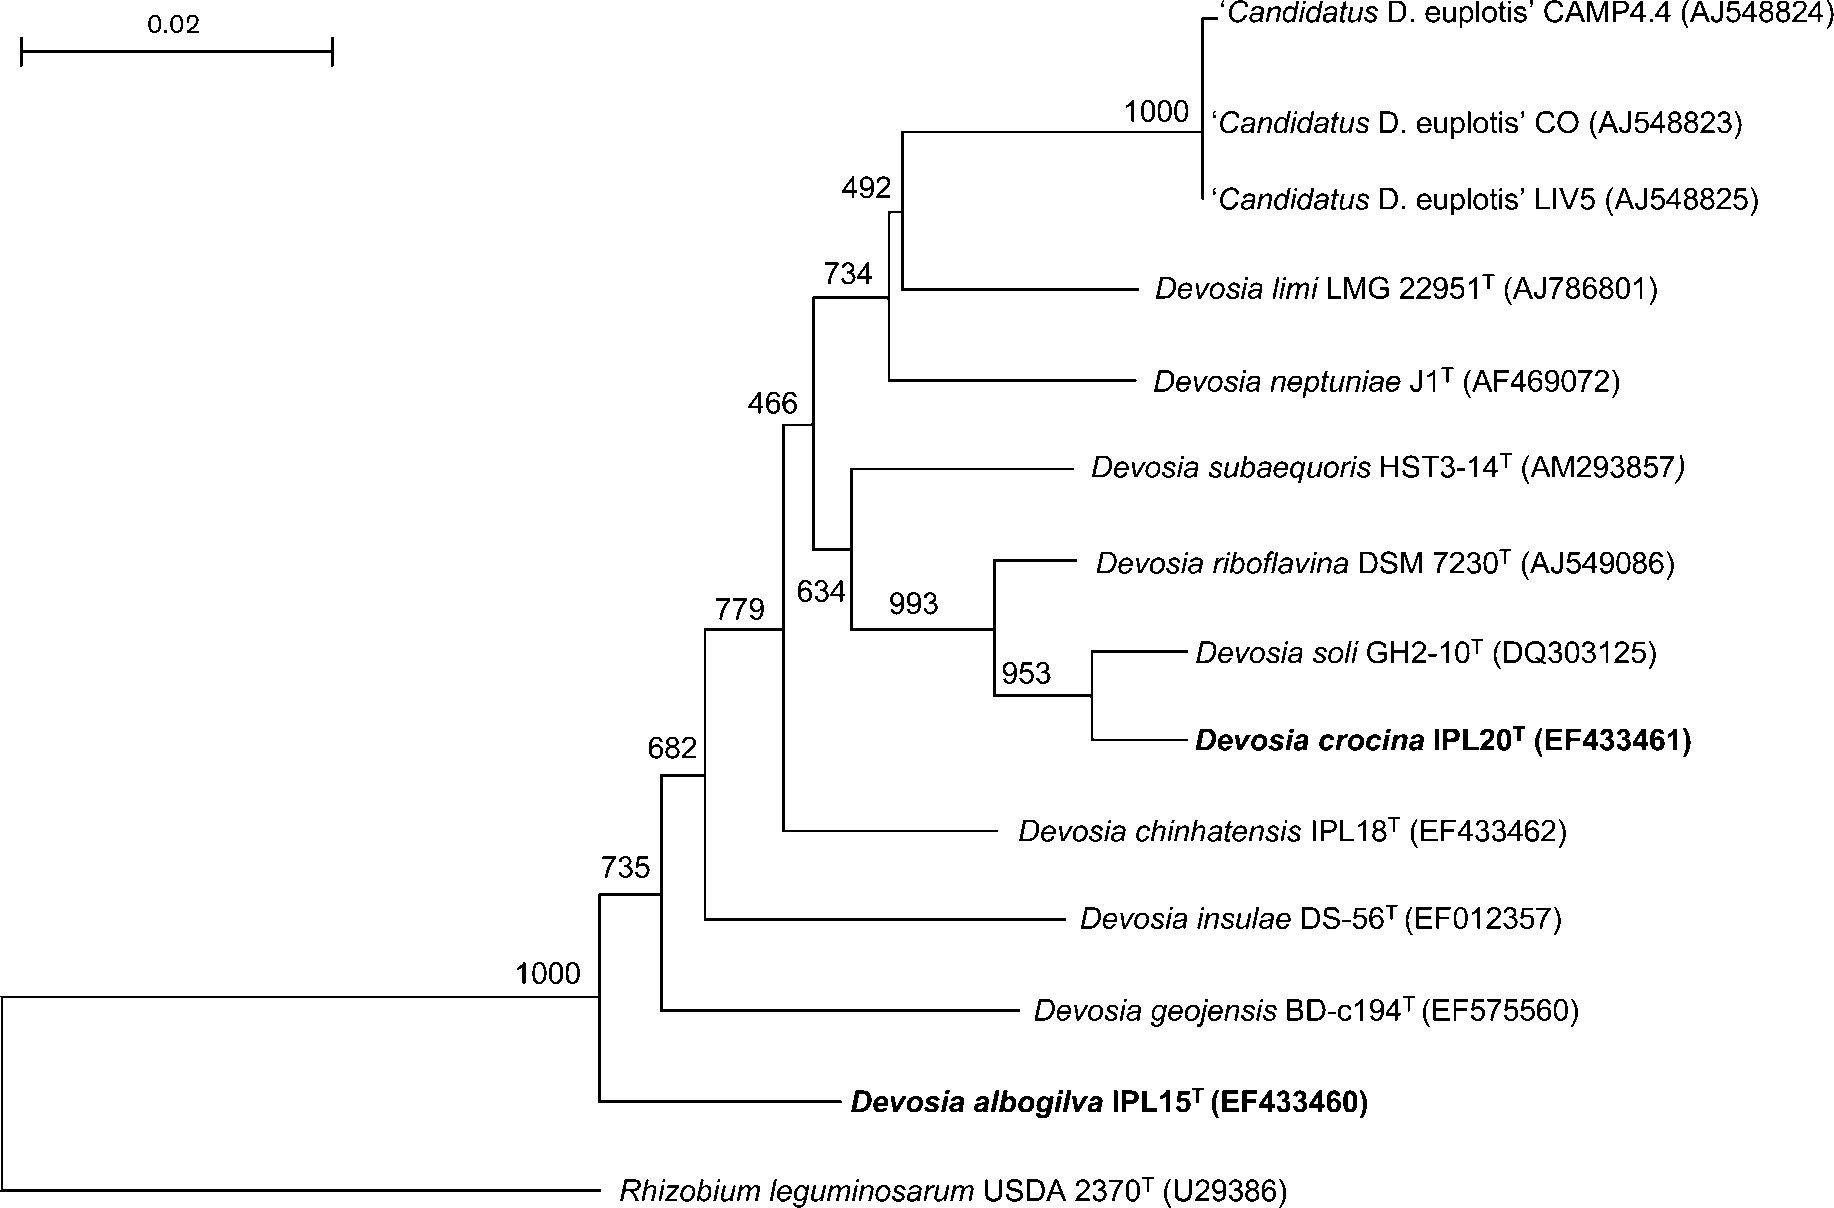 0.02
‘Candidatus D. euplotis’ CAMP4.4 (AJ548824)
1000
‘Candidatus D. euplotis’ CO (AJ548823)
492
‘Candidatus D. euplotis’ LIV5 (AJ548825)
734
Devosia limi LMG 22951ᵀ (AJ786801)
Devosia neptuniae J1ᵀ (AF469072)
466
Devosia subaequoris HST3-14ᵀ (AM293857)
Devosia riboflavina DSM 7230ᵀ (AJ549086)
779
634
993
Devosia soli GH2-10ᵀ (DQ303125)
953
Devosia crocina IPL20ᵀ (EF433461)
682
Devosia chinhatensis IPL18ᵀ (EF433462)
735
Devosia insulae DS-56ᵀ (EF012357)
1000
Devosia geojensis BD-c194ᵀ (EF575560)
Devosia albogilva IPL15ᵀ (EF433460)
Rhizobium leguminosarum USDA 2370ᵀ (U29386)